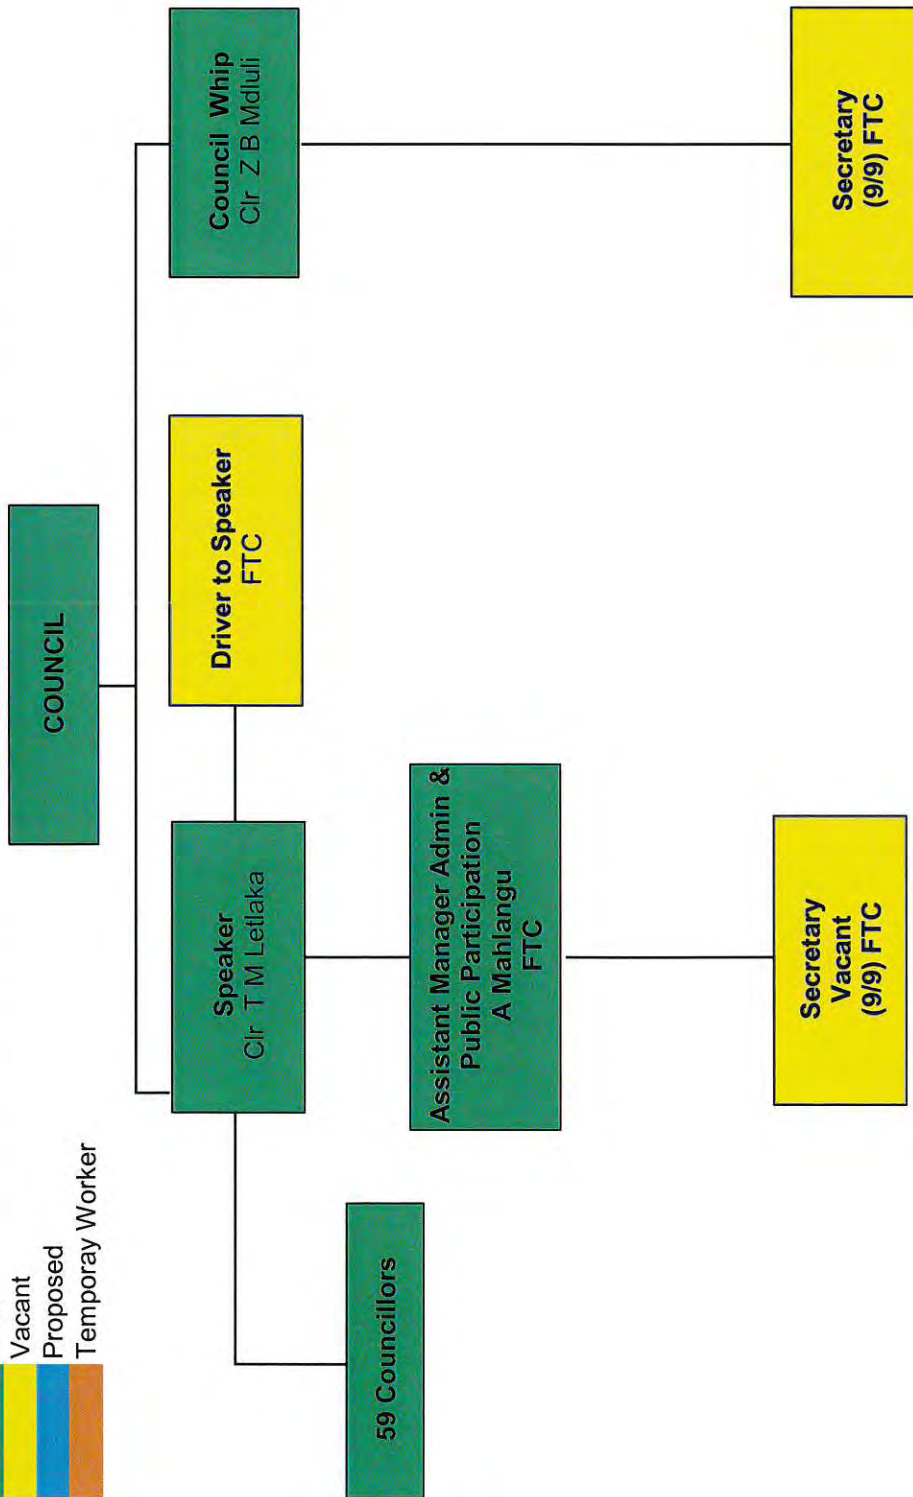 Vacant
Proposed
Temporay Worker
COUNCIL
Speaker
Clr T M Letlaka
Driver to Speaker
FTC
Council Whip
Clr Z B Mdluli
59 Councillors
Assistant Manager Admin &
Public Participation
A Mahlangu
FTC
Secretary
Vacant
(9/9) FTC
Secretary
(9/9) FTC